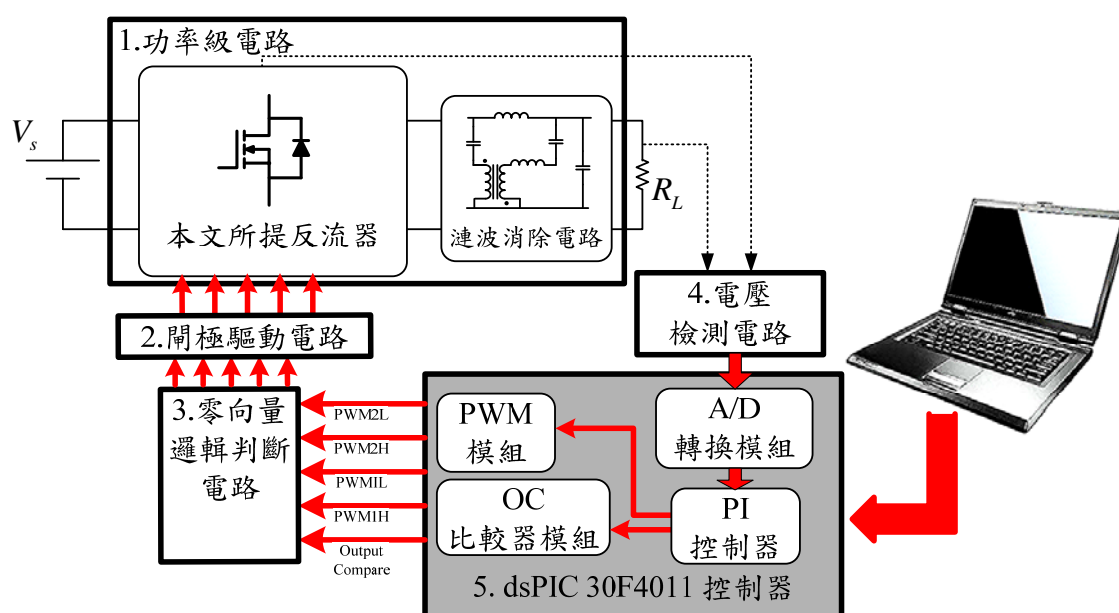 1.功率級電路
V_s
本文所提反流器
漣波消除電路
R_L
2.閘極驅動電路
4.電壓
檢測電路
3.零向量
邏輯判斷
電路
PWM2L
PWM2H
PWM1L
PWM1H
Output
Compare
PWM
模組
OC
比較器模組
A/D
轉換模組
PI
控制器
5. dsPIC 30F4011 控制器